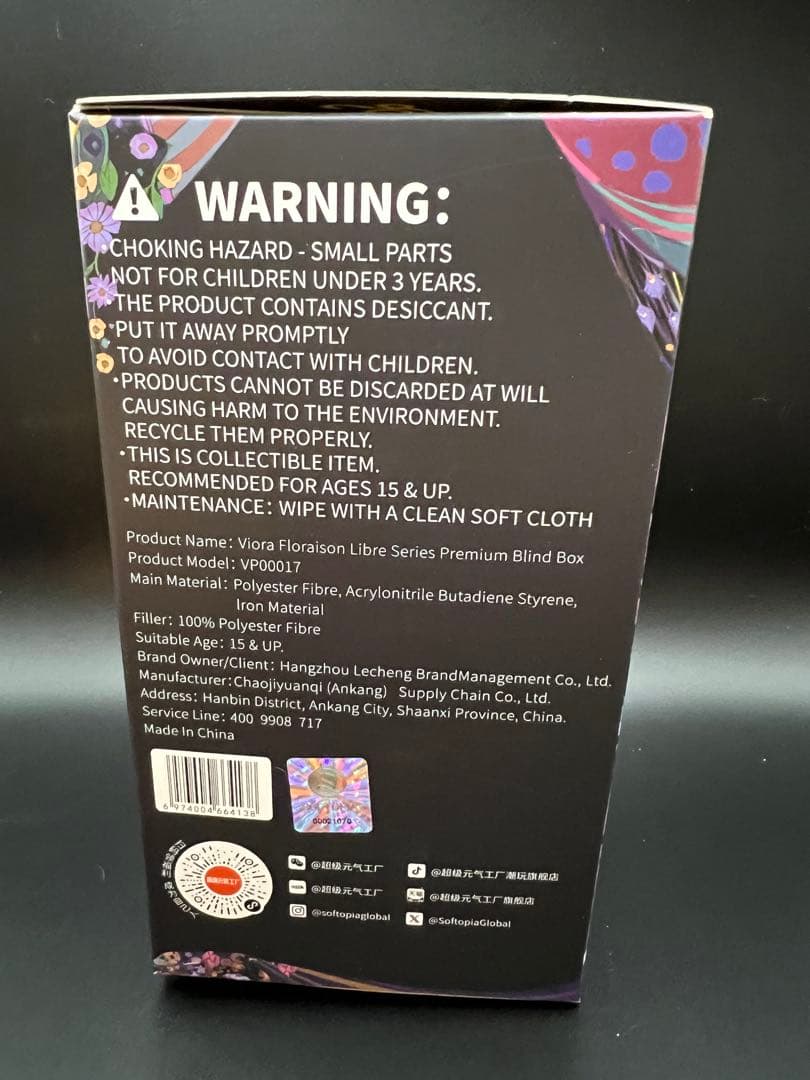 WARNING:
•CHOKING HAZARD - SMALL PARTS
NOT FOR CHILDREN UNDER 3 YEARS.
•THE PRODUCT CONTAINS DESICCANT.
•PUT IT AWAY PROMPTLY
TO AVOID CONTACT WITH CHILDREN.
•PRODUCTS CANNOT BE DISCARDED AT WILL
CAUSING HARM TO THE ENVIRONMENT.
RECYCLE THEM PROPERLY.
•THIS IS COLLECTIBLE ITEM.
RECOMMENDED FOR AGES 15 & UP.
•MAINTENANCE: WIPE WITH A CLEAN SOFT CLOTH
Product Name: Viora Floraison Libre Series Premium Blind Box
Product Model: VP00017
Main Material: Polyester Fibre, Acrylonitrile Butadiene Styrene,
Iron Material
Filler: 100% Polyester Fibre
Suitable Age: 15 & UP.
Brand Owner/Client: Hangzhou Lecheng BrandManagement Co., Ltd.
Manufacturer:Chaojiyuanqi (Ankang) Supply Chain Co., Ltd.
Address: Hanbin District, Ankang City, Shaanxi Province, China.
Service Line: 400 9908 717
Made In China
6 974004 664138
@超级元气工厂
@超级元气工厂潮玩旗舰店
@超级元气工厂
@超级元气工厂旗舰店
@softopiaglobal
@SoftopiaGlobal